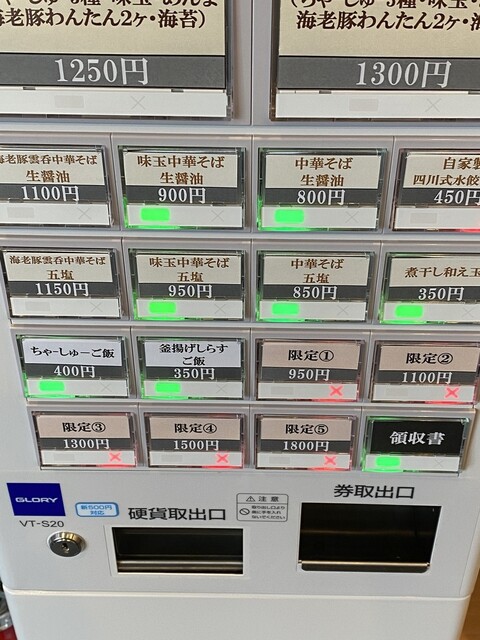 海老豚わんたん2ヶ・海苔)
1250円
1300円
海老豚雲呑中華そば
生醤油
1100円
味玉中華そば
生醤油
900円
中華そば
生醤油
800円
自家製
四川式水餃
450円
海老豚雲呑中華そば
五塩
1150円
味玉中華そば
五塩
950円
中華そば
五塩
850円
煮干し和え玉
350円
ちゃーしゅーご飯
400円
釜揚げしらす
ご飯
350円
限定①
950円
限定②
1100円
限定③
1300円
限定④
1500円
限定⑤
1800円
領収書
GLORY
VT-S20
新500円
対応
硬貨取出口
注意
券取出口